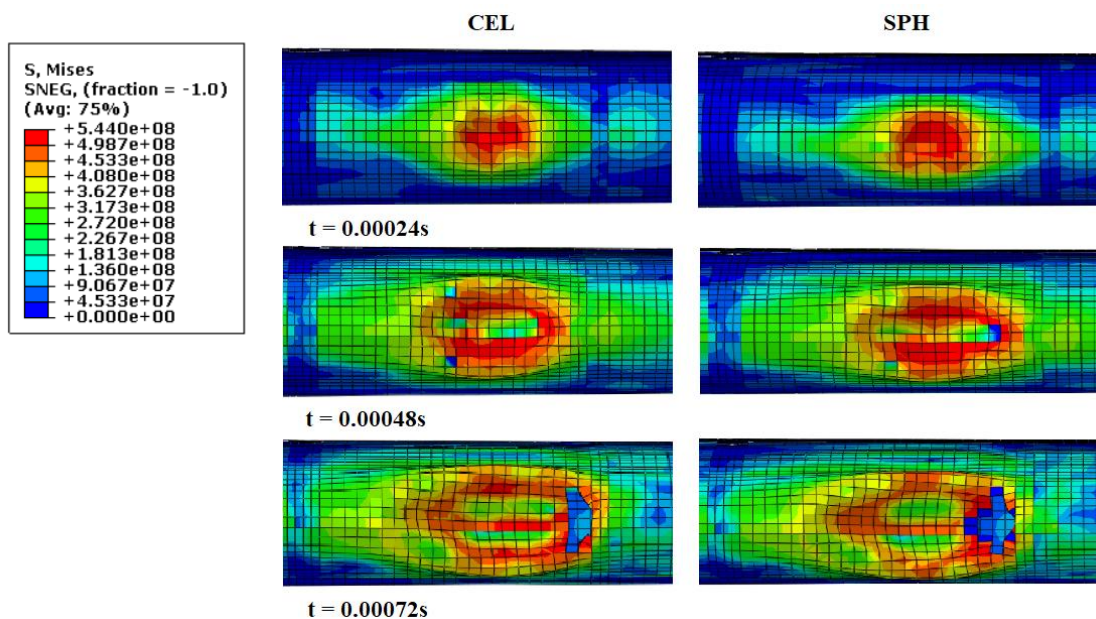 CEL
SPH
S, Mises
SNEG, (fraction = -1.0)
(Avg: 75%)
+5.440e+08
+4.987e+08
+4.533e+08
+4.080e+08
+3.627e+08
+3.173e+08
+2.720e+08
+2.267e+08
+1.813e+08
+1.360e+08
+9.067e+07
+4.533e+07
+0.000e+00
t = 0.00024s
t = 0.00048s
t = 0.00072s